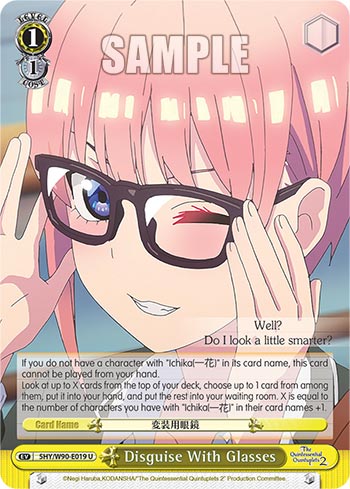 LEVEL
1
1
COST
SAMPLE
Well?
Do I look a little smarter?
If you do not have a character with "Ichika(一花)" in its card name, this card
cannot be played from your hand.
Look at up to X cards from the top of your deck, choose up to 1 card from among
them, put it into your hand, and put the rest into your waiting room. X is equal to
the number of characters you have with "Ichika(一花)" in their card names +1.
Card Name 変装用眼鏡
EV SHY/W90-E019 U Disguise With Glasses
The Quintessential Quintuplets 2
©Negi Haruba,KODANSHA/"The Quintessential Quintuplets 2" Production Committee.